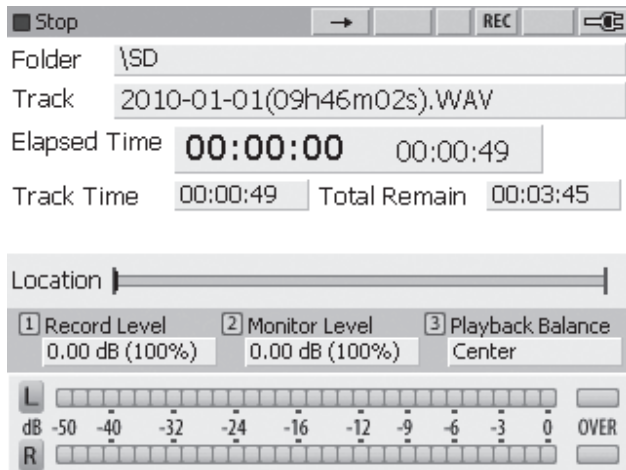 Stop → REC
Folder \SD
Track 2010-01-01(09h46m02s).WAV
Elapsed Time 00:00:00 00:00:49
Track Time 00:00:49 Total Remain 00:03:45
Location
1 Record Level 2 Monitor Level 3 Playback Balance
0.00 dB (100%) 0.00 dB (100%) Center
L
dB -50 -40 -32 -24 -16 -12 -9 -6 -3 0 OVER
R